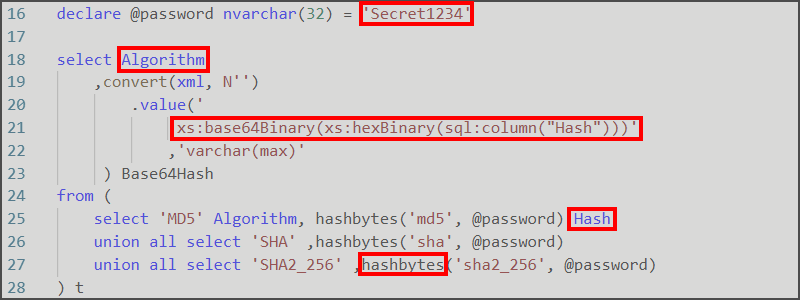 16 declare @password nvarchar(32) = 'Secret1234'
17
18 select Algorithm
19 ,convert(xml, N'')
20 .value('
21 xs:base64Binary(xs:hexBinary(sql:column("Hash")))'
22 ,'varchar(max)'
23 ) Base64Hash
24 from (
25 select 'MD5' Algorithm, hashbytes('md5', @password) Hash
26 union all select 'SHA' ,hashbytes('sha', @password)
27 union all select 'SHA2_256' ,hashbytes('sha2_256', @password)
28 ) t